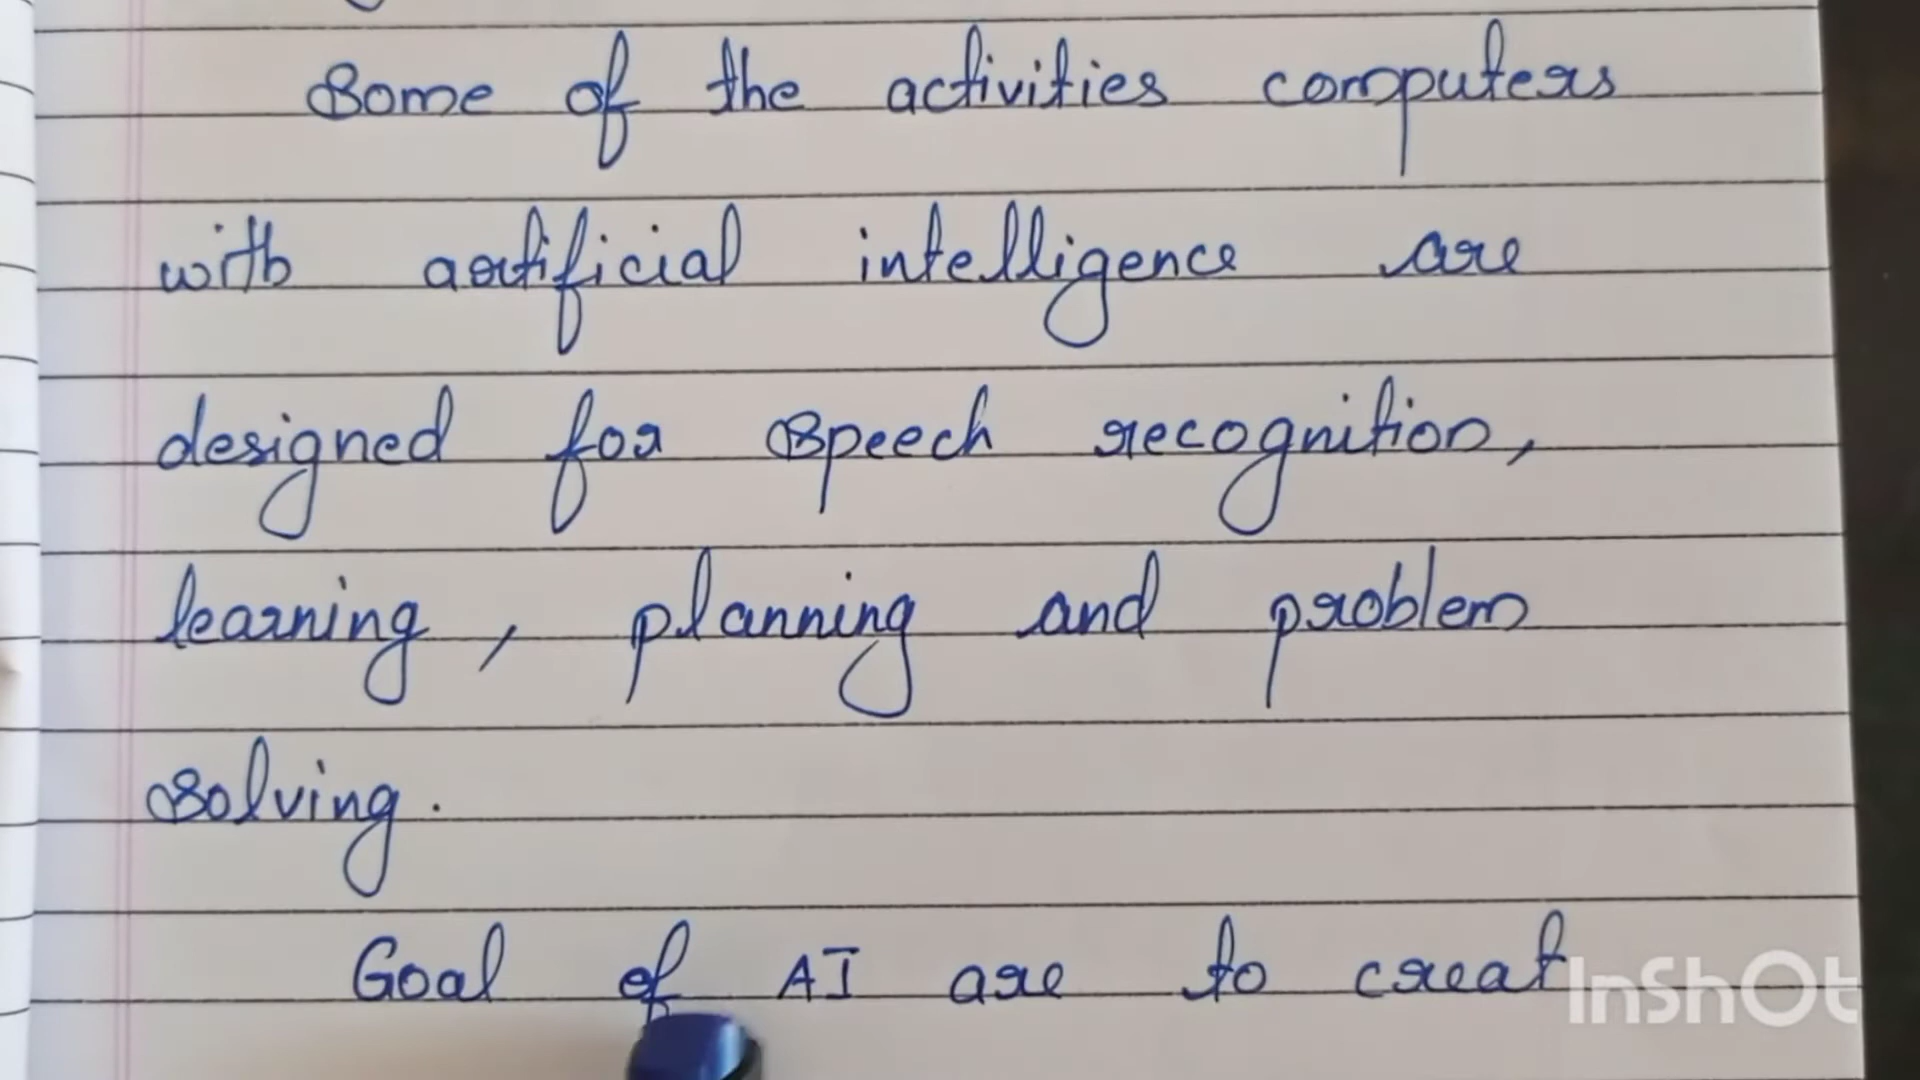 Some of the activities computers
with artificial intelligence are
designed for speech recognition,
learning, planning and problem
solving.
Goal of AI are to creat
InShOt